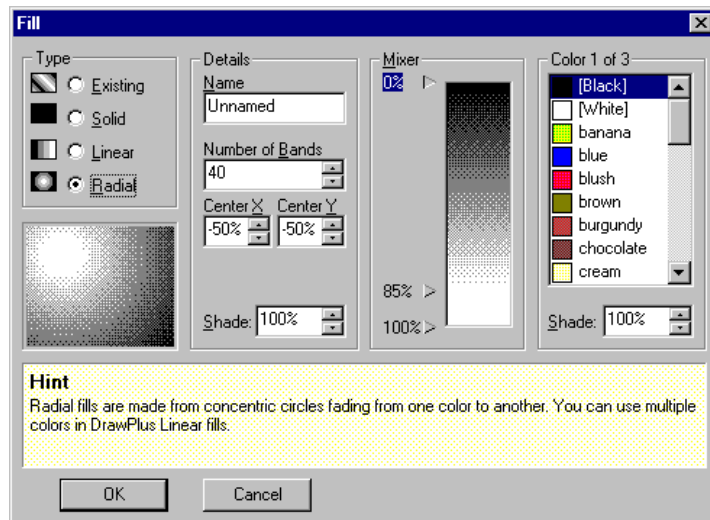 Fill
Type
Existing
Solid
Linear
Radial
Details
Name
Unnamed
Number of Bands
40
Center X Center Y
-50% -50%
Shade: 100%
Mixer
0%
85%
100%
Color 1 of 3
[Black]
[White]
banana
blue
blush
brown
burgundy
chocolate
cream
Shade: 100%
Hint
Radial fills are made from concentric circles fading from one color to another. You can use multiple
colors in DrawPlus Linear fills.
OK Cancel